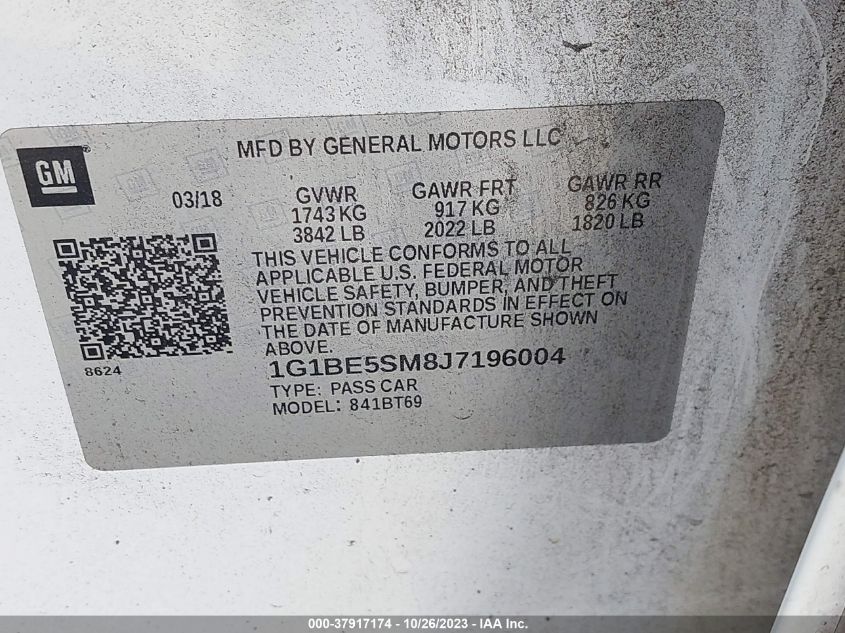 MFD BY GENERAL MOTORS LLC
GM®
03/18 GVWR GAWR FRT GAWR RR
1743 KG 917 KG 826 KG
3842 LB 2022 LB 1820 LB
THIS VEHICLE CONFORMS TO ALL
APPLICABLE U.S. FEDERAL MOTOR
VEHICLE SAFETY, BUMPER, AND THEFT
PREVENTION STANDARDS IN EFFECT ON
THE DATE OF MANUFACTURE SHOWN
ABOVE.
8624
1G1BE5SM8J7196004
TYPE: PASS CAR
MODEL: 841BT69
000-37917174 - 10/26/2023 - © IAA Inc.